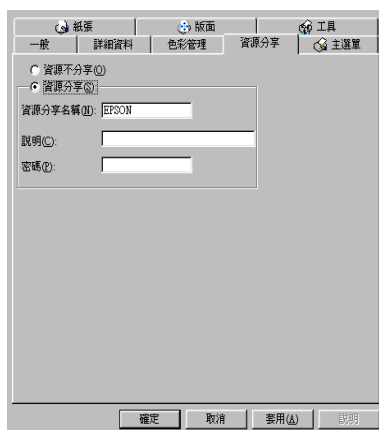 紙張 版面 工具
一般 詳細資料 色彩管理 資源分享 主選單
資源不分享(O)
資源分享(S)
資源分享名稱(N): EPSON
說明(C):
密碼(P):
確定 取消 套用(A) 說明